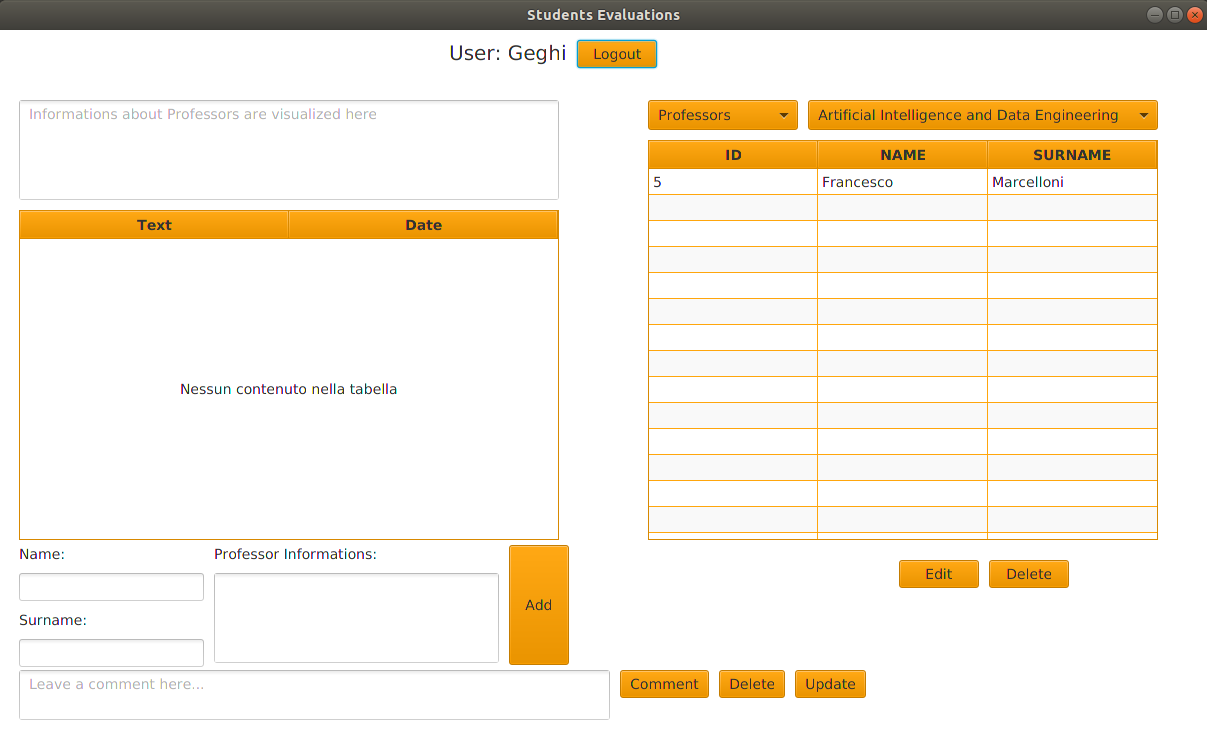 Students Evaluations
User: Geghi Logout
Informations about Professors are visualized here
Professors Artificial Intelligence and Data Engineering
ID NAME SURNAME
5 Francesco Marcelloni
Text Date
Nessun contenuto nella tabella
Name: Professor Informations:
Add
Surname:
Edit Delete
Leave a comment here...
Comment Delete Update